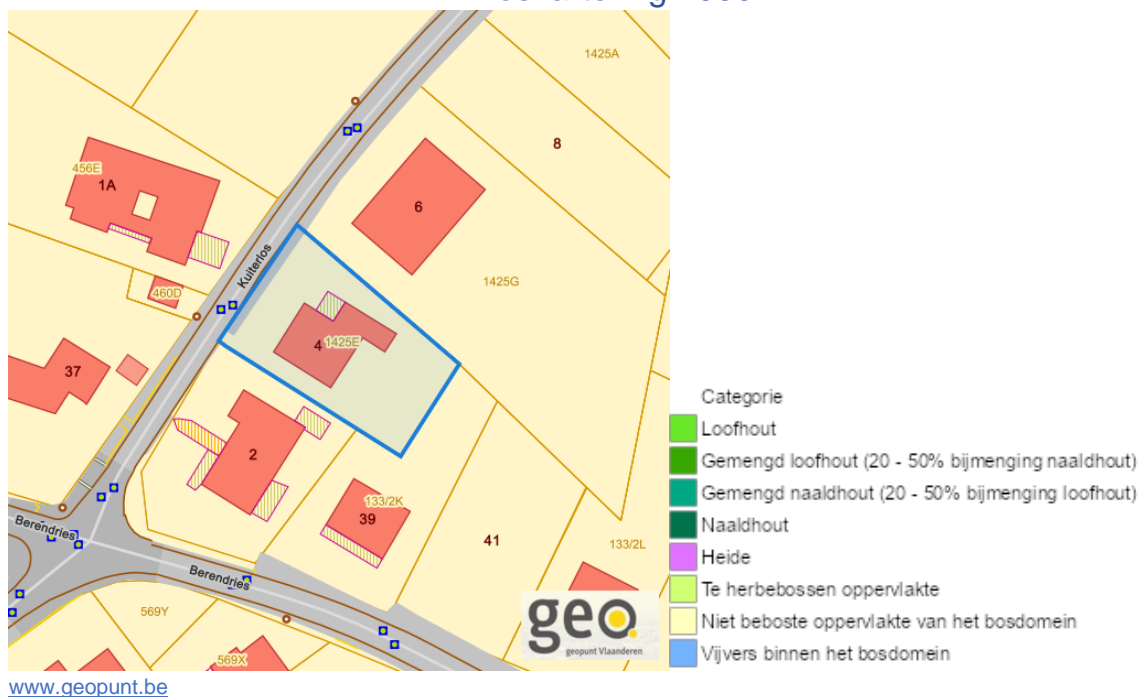 1425A
8
456E
1A
6
Kuiterlos
1425G
460D
4
1425E
37
2
133/2K
39
41
133/2L
Berendries
Berendries
569Y
569X
geo
geopunt Vlaanderen
Categorie
Loofhout
Gemengd loofhout (20 - 50% bijmenging naaldhout)
Gemengd naaldhout (20 - 50% bijmenging loofhout)
Naaldhout
Heide
Te herbebossen oppervlakte
Niet beboste oppervlakte van het bosdomein
Vijvers binnen het bosdomein
www.geopunt.be